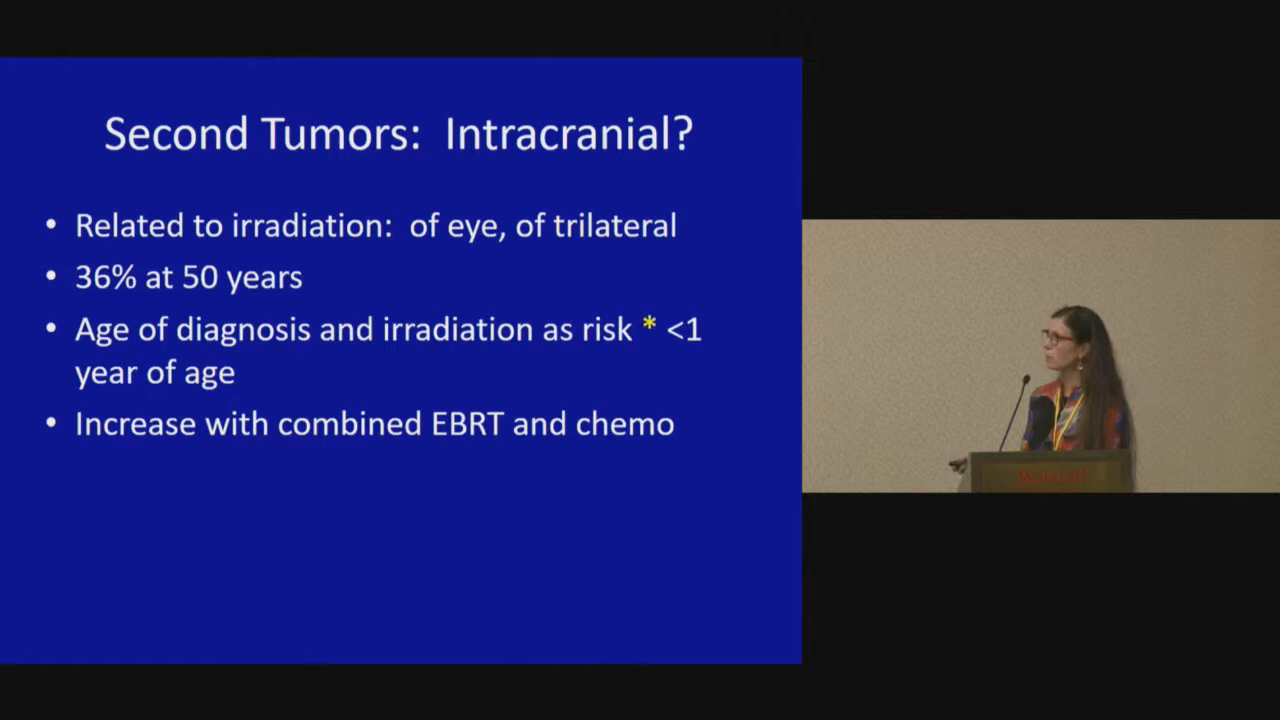 Second Tumors: Intracranial?
• Related to irradiation: of eye, of trilateral
• 36% at 50 years
• Age of diagnosis and irradiation as risk * <1
year of age
• Increase with combined EBRT and chemo
Marriott